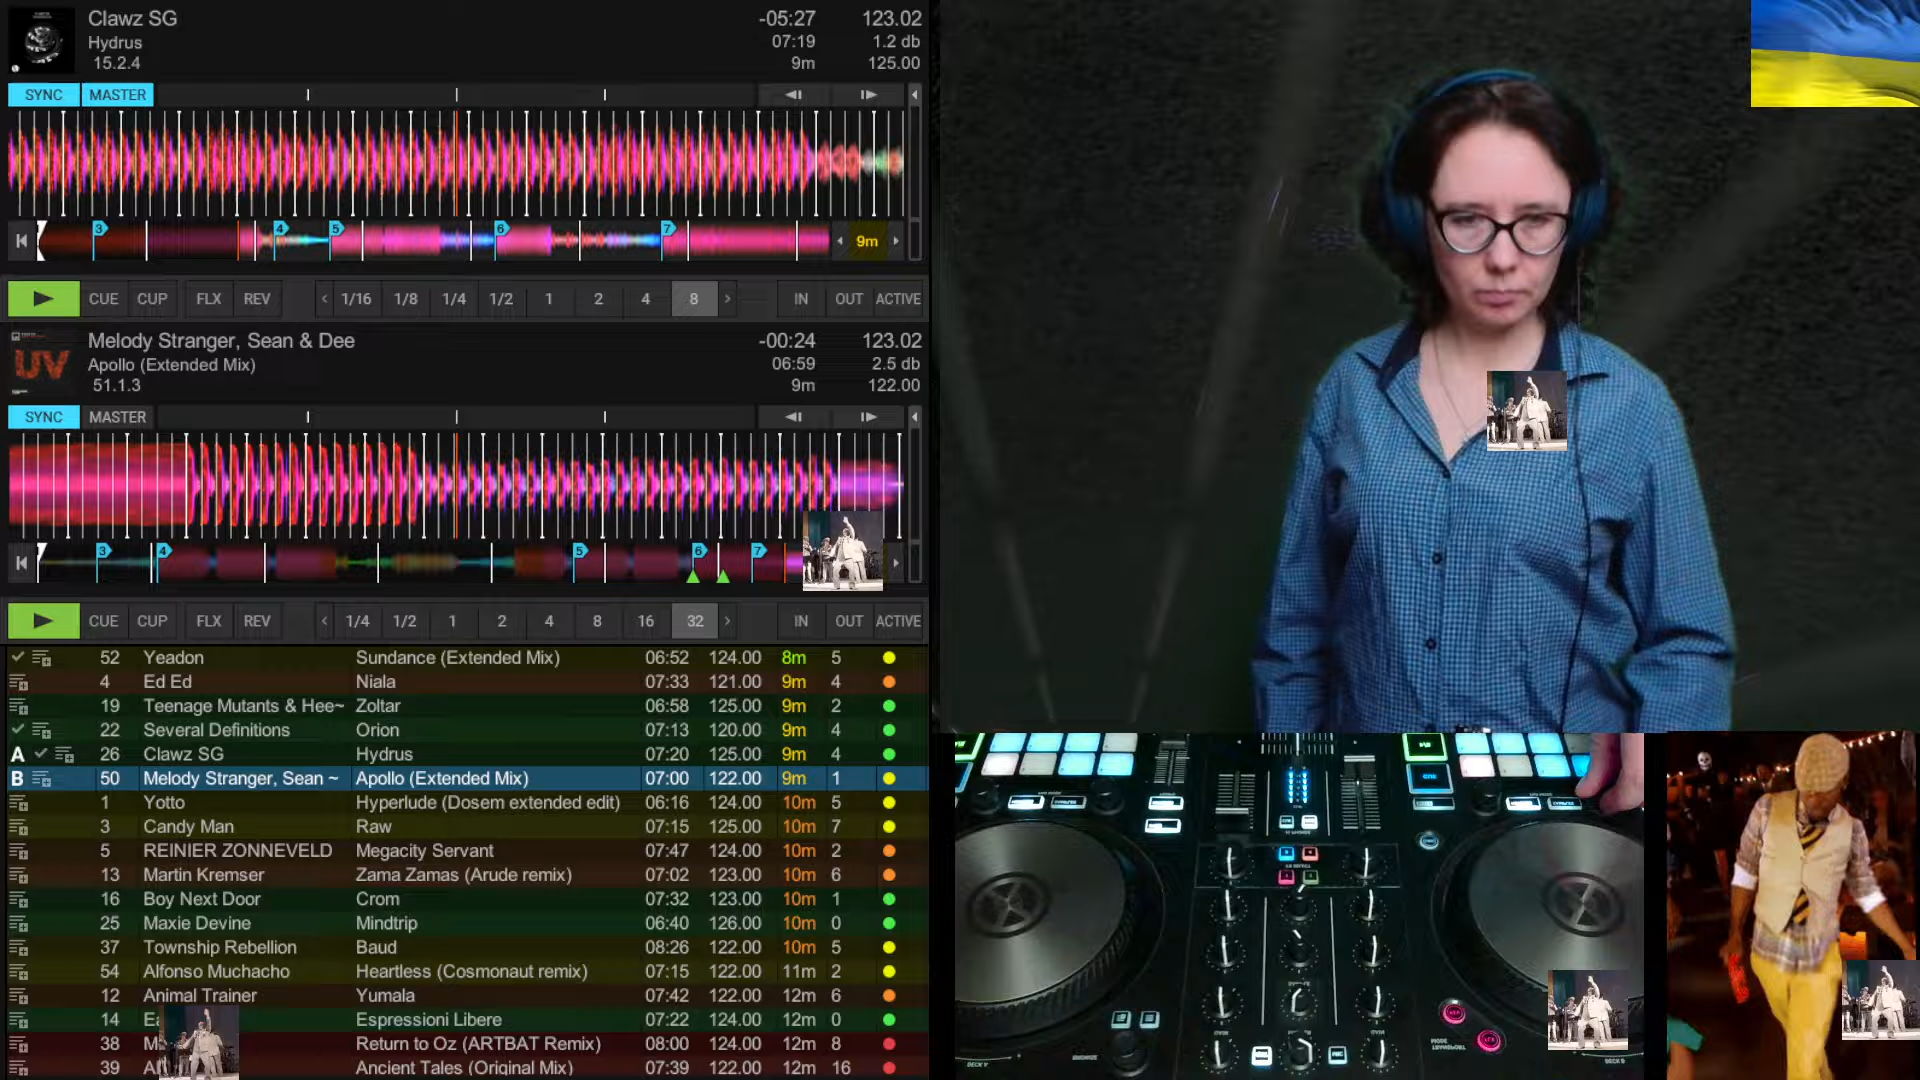 Clawz SG -05:27 123.02
Hydrus 07:19 1.2 db
15.2.4 9m 125.00
SYNC MASTER
3 4 5 6 7 9m
CUE CUP FLX REV 1/16 1/8 1/4 1/2 1 2 4 8 IN OUT ACTIVE
UV
Melody Stranger, Sean & Dee -00:24 123.02
Apollo (Extended Mix) 06:59 2.5 db
51.1.3 9m 122.00
SYNC MASTER
3 4 5 6 7
CUE CUP FLX REV 1/4 1/2 1 2 4 8 16 32 IN OUT ACTIVE
52 Yeadon Sundance (Extended Mix) 06:52 124.00 8m 5
4 Ed Ed Niala 07:33 121.00 9m 4
19 Teenage Mutants & Hee~ Zoltar 06:58 125.00 9m 2
22 Several Definitions Orion 07:13 120.00 9m 4
A 26 Clawz SG Hydrus 07:20 125.00 9m 4
B 50 Melody Stranger, Sean ~ Apollo (Extended Mix) 07:00 122.00 9m 1
1 Yotto Hyperlude (Dosem extended edit) 06:16 124.00 10m 5
3 Candy Man Raw 07:15 125.00 10m 7
5 REINIER ZONNEVELD Megacity Servant 07:47 124.00 10m 2
13 Martin Kremser Zama Zamas (Arude remix) 07:02 123.00 10m 6
16 Boy Next Door Crom 07:32 123.00 10m 1
25 Maxie Devine Mindtrip 06:40 126.00 10m 0
37 Township Rebellion Baud 08:26 122.00 10m 5
54 Alfonso Muchacho Heartless (Cosmonaut remix) 07:15 122.00 11m 2
12 Animal Trainer Yumala 07:42 122.00 12m 6
14 Espressioni Libere 07:22 124.00 12m 0
38 Return to Oz (ARTBAT Remix) 08:00 124.00 12m 8
39 Ancient Tales (Original Mix) 07:39 122.00 12m 16